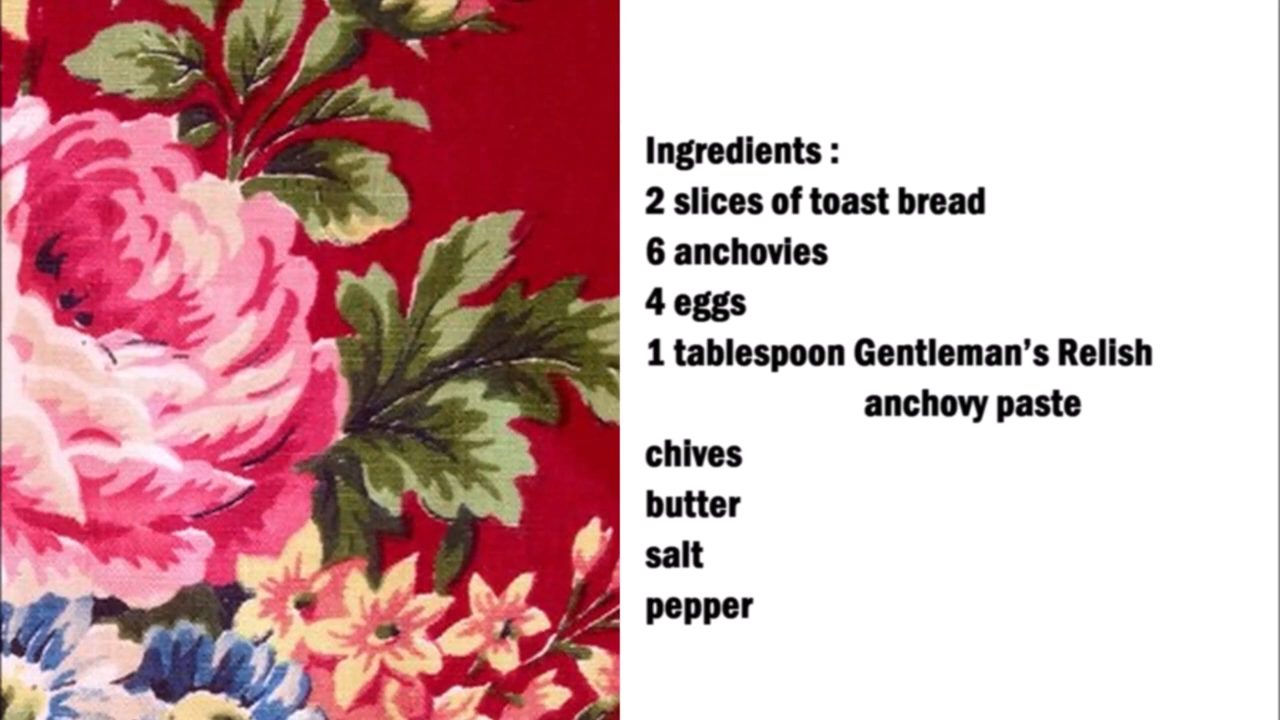 Ingredients :
2 slices of toast bread
6 anchovies
4 eggs
1 tablespoon Gentleman’s Relish
anchovy paste
chives
butter
salt
pepper